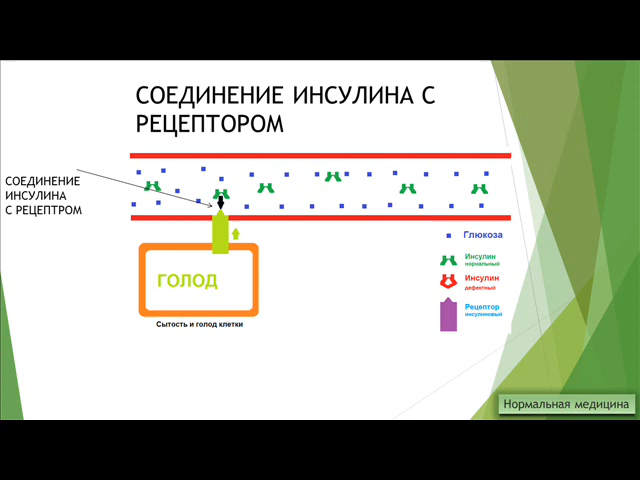 СОЕДИНЕНИЕ ИНСУЛИНА С
РЕЦЕПТОРОМ
СОЕДИНЕНИЕ
ИНСУЛИНА
С РЕЦЕПТРОМ
Глюкоза
Инсулин
нормальный
Инсулин
дефектный
Рецептор
инсулиновый
ГОЛОД
Сытость и голод клетки
Нормальная медицина